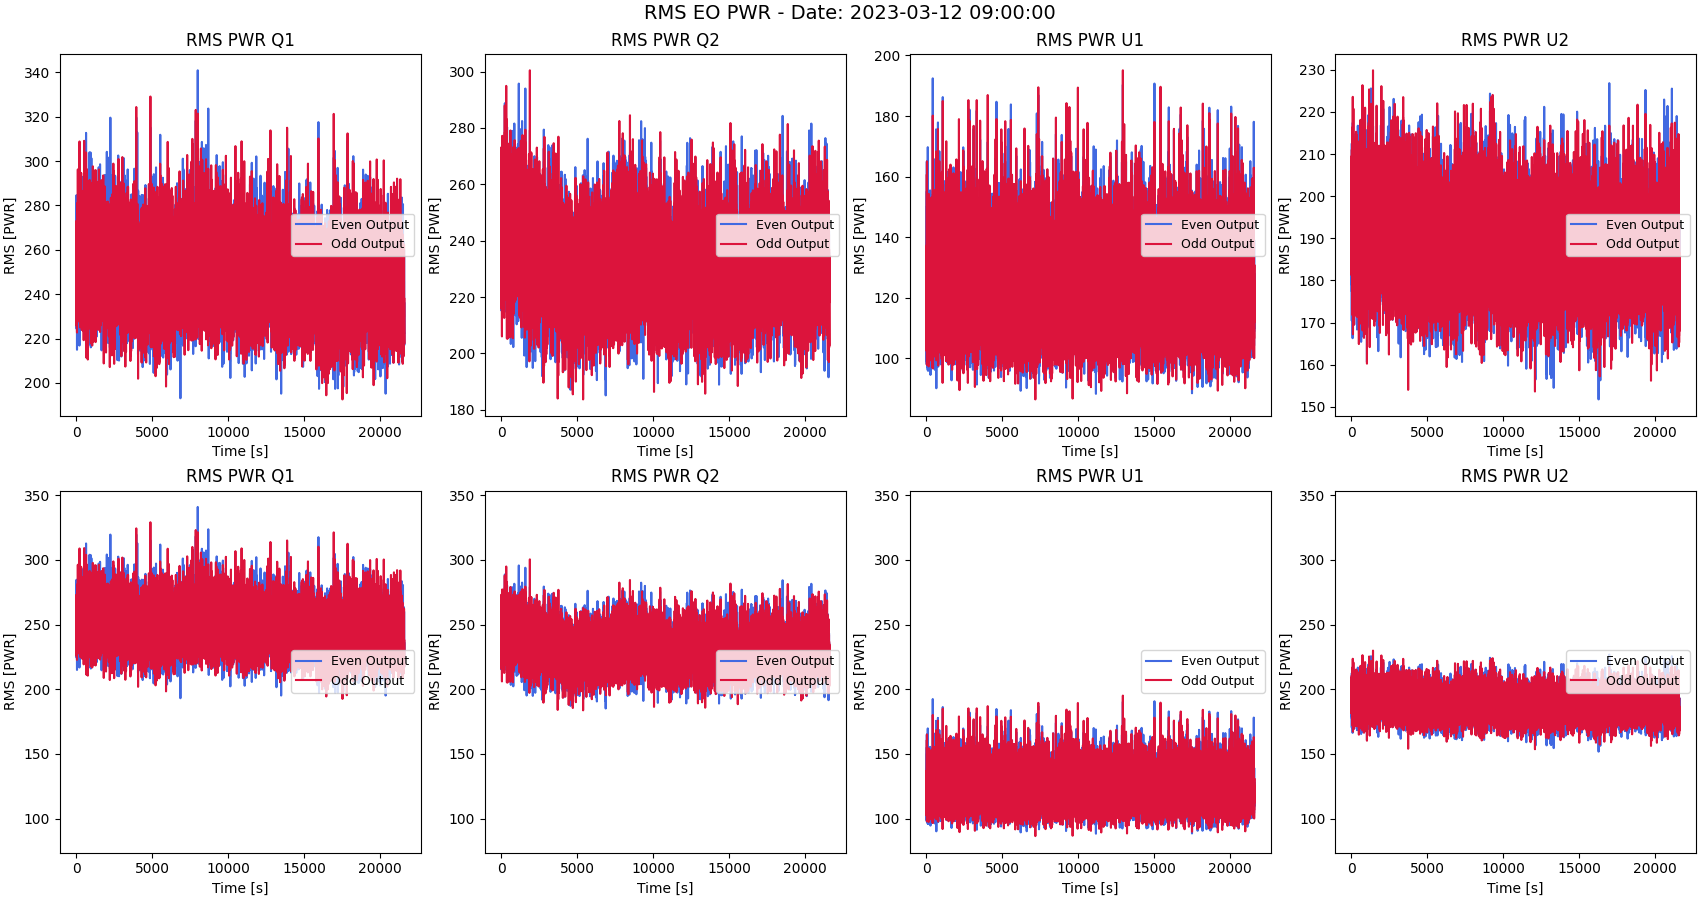 RMS EO PWR - Date: 2023-03-12 09:00:00
RMS PWR Q1
RMS [PWR]
340
320
300
280
260
240
220
200
Even Output
Odd Output
0 5000 10000 15000 20000
Time [s]
RMS PWR Q2
RMS [PWR]
300
280
260
240
220
200
180
Even Output
Odd Output
0 5000 10000 15000 20000
Time [s]
RMS PWR U1
RMS [PWR]
200
180
160
140
120
100
Even Output
Odd Output
0 5000 10000 15000 20000
Time [s]
RMS PWR U2
RMS [PWR]
230
220
210
200
190
180
170
160
150
Even Output
Odd Output
0 5000 10000 15000 20000
Time [s]
RMS PWR Q1
RMS [PWR]
350
300
250
200
150
100
Even Output
Odd Output
0 5000 10000 15000 20000
Time [s]
RMS PWR Q2
RMS [PWR]
350
300
250
200
150
100
Even Output
Odd Output
0 5000 10000 15000 20000
Time [s]
RMS PWR U1
RMS [PWR]
350
300
250
200
150
100
Even Output
Odd Output
0 5000 10000 15000 20000
Time [s]
RMS PWR U2
RMS [PWR]
350
300
250
200
150
100
Even Output
Odd Output
0 5000 10000 15000 20000
Time [s]